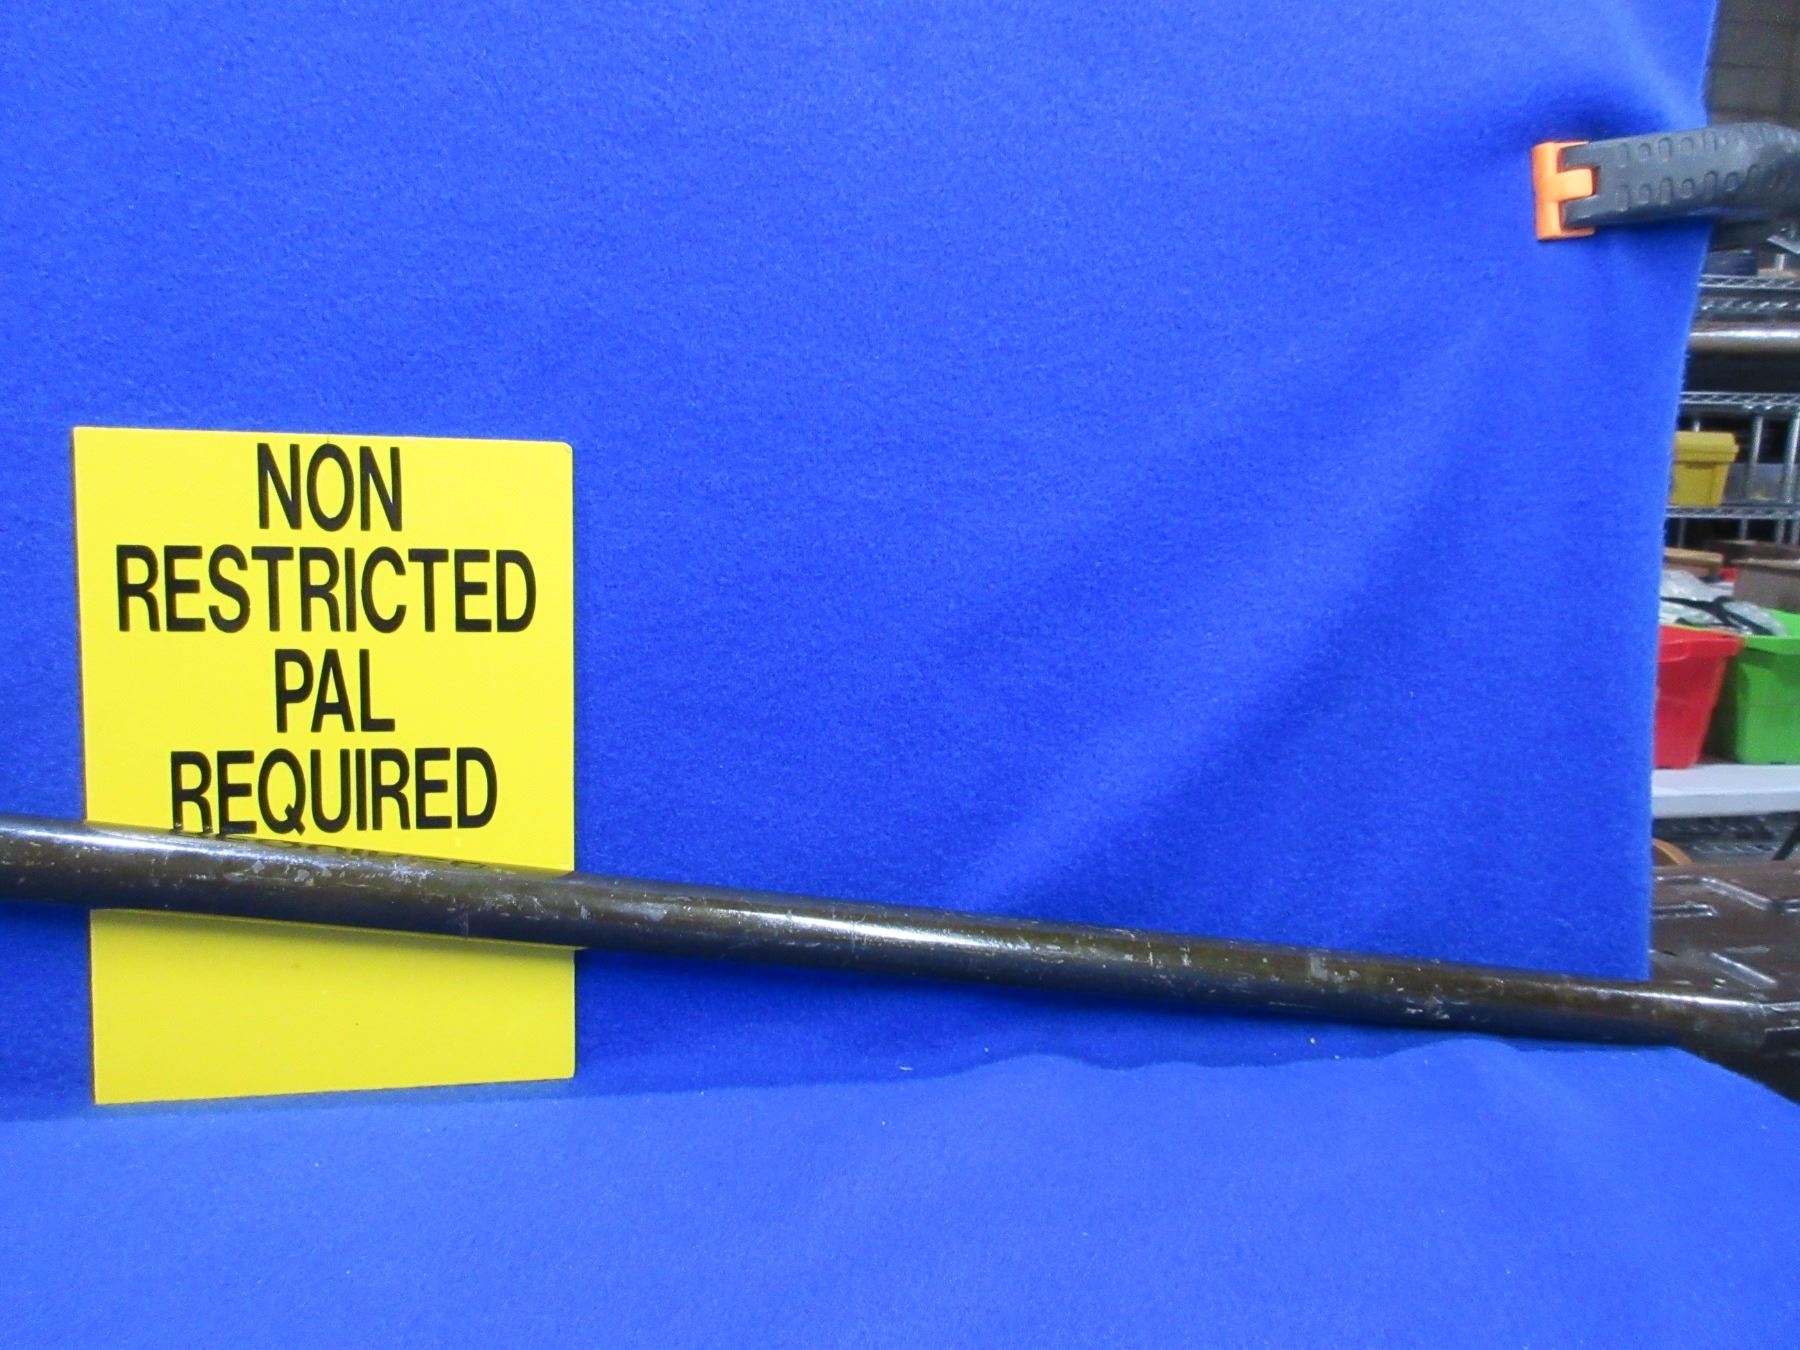 NON
RESTRICTED
PAL
REQUIRED